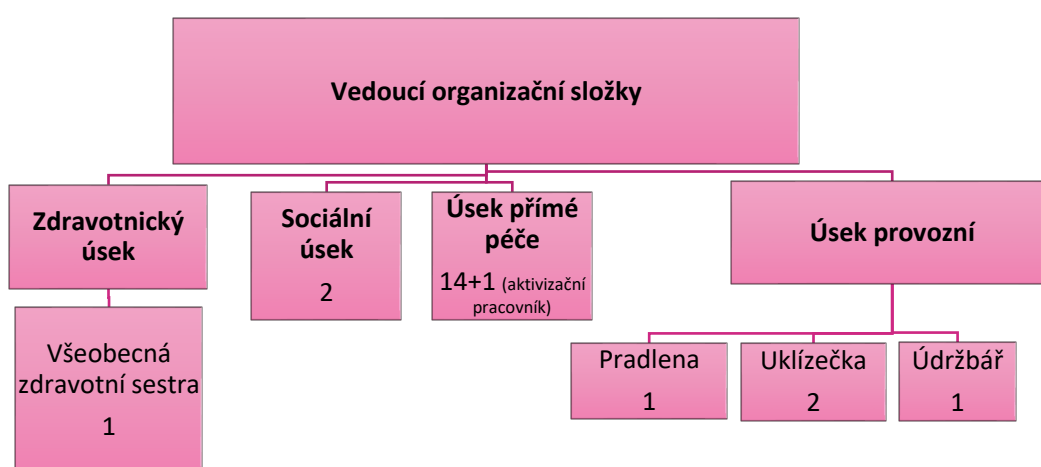 Vedoucí organizační složky
Zdravotnický
úsek
Sociální
úsek
2
Úsek přímé
péče
14+1 (aktivizační
pracovník)
Úsek provozní
Všeobecná
zdravotní sestra
1
Pradlena
1
Uklízečka
2
Údržbář
1